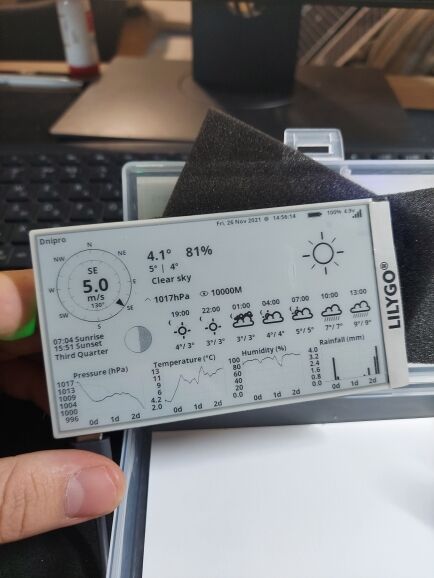 Dnipro
Fri, 26 Nov 2021 @ 14:56:14
100% 4.9v
N
NW
NE
W
E
SW
SE
S
SE
5.0
m/s
130°
4.1° 81%
5° | 4°
Clear sky
1017hPa 10000M
19:00 22:00 01:00 04:00 07:00 10:00 13:00
4°/ 3° 3°/ 3° 3°/ 3° 4°/ 4° 5°/ 5° 7°/ 7° 9°/ 9°
07:04 Sunrise
15:51 Sunset
Third Quarter
Pressure (hPa)
1017
1013
1009
1004
1000
996
0d 1d 2d
Temperature (°C)
13
11
9
6
4.2
2.0
0d 1d 2d
Humidity (%)
100
80
60
40
20
0
0d 1d 2d
Rainfall (mm)
4.0
3.2
2.4
1.6
0.8
0.0
0d 1d 2d
LILYGO®